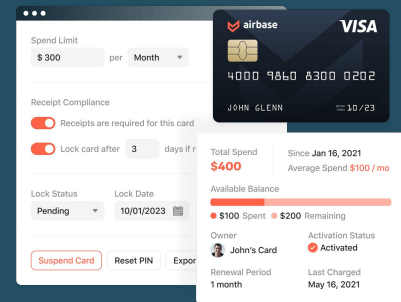 Spend Limit
$ 300 per Month
Receipt Compliance
Receipts are required for this card
Lock card after 3 days if r
Lock Status Lock Date
Pending 10/01/2023
Suspend Card Reset PIN Expor
airbase VISA
4000 9860 8300 0202
JOHN GLENN 10/23
Total Spend Since Jan 16, 2021
$400 Average Spend $100 / mo
Available Balance
$100 Spent $200 Remaining
Owner Activation Status
John's Card Activated
Renewal Period Last Charged
1 month May 16, 2021